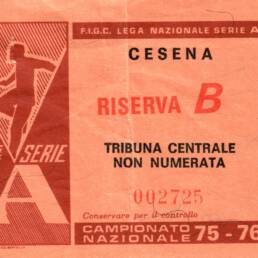 F.I.G.C. LEGA NAZIONALE SERIE A
CESENA
RISERVA B
TRIBUNA CENTRALE
NON NUMERATA
SERIE
A
002725
Conservare per il controllo
CAMPIONATO
NAZIONALE 75-76